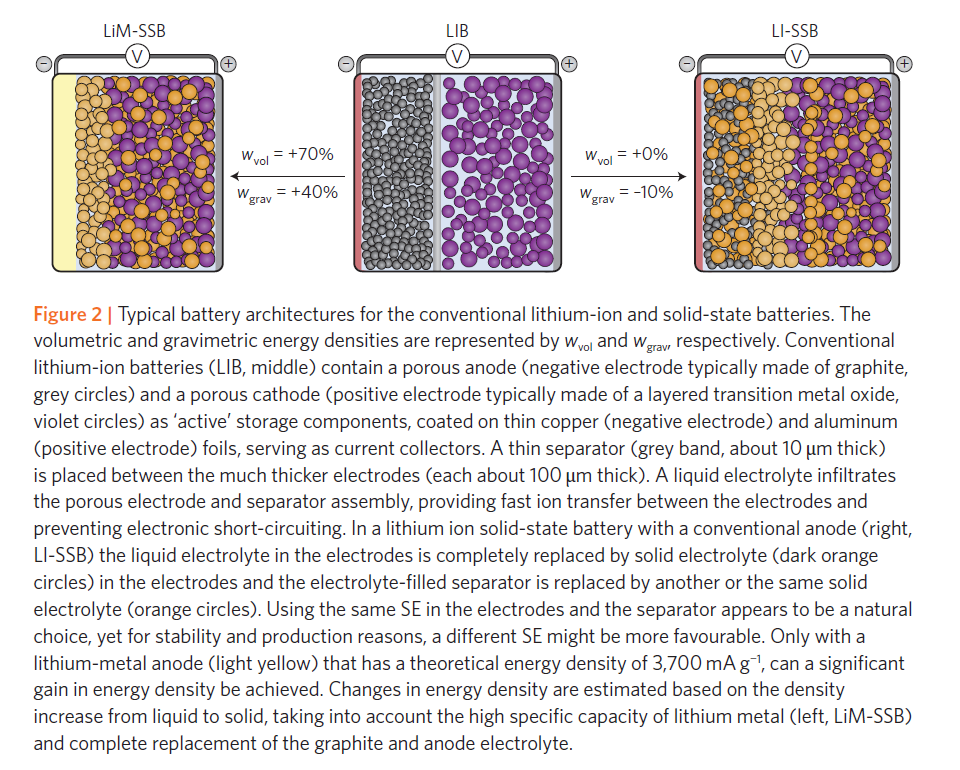 LiM-SSB
LIB
LI-SSB
− V +
− V +
− V +
wvol = +70%
wgrav = +40%
wvol = +0%
wgrav = -10%
Figure 2 | Typical battery architectures for the conventional lithium-ion and solid-state batteries. The
volumetric and gravimetric energy densities are represented by wvol and wgrav, respectively. Conventional
lithium-ion batteries (LIB, middle) contain a porous anode (negative electrode typically made of graphite,
grey circles) and a porous cathode (positive electrode typically made of a layered transition metal oxide,
violet circles) as ‘active’ storage components, coated on thin copper (negative electrode) and aluminum
(positive electrode) foils, serving as current collectors. A thin separator (grey band, about 10 μm thick)
is placed between the much thicker electrodes (each about 100 μm thick). A liquid electrolyte infiltrates
the porous electrode and separator assembly, providing fast ion transfer between the electrodes and
preventing electronic short-circuiting. In a lithium ion solid-state battery with a conventional anode (right,
LI-SSB) the liquid electrolyte in the electrodes is completely replaced by solid electrolyte (dark orange
circles) in the electrodes and the electrolyte-filled separator is replaced by another or the same solid
electrolyte (orange circles). Using the same SE in the electrodes and the separator appears to be a natural
choice, yet for stability and production reasons, a different SE might be more favourable. Only with a
lithium-metal anode (light yellow) that has a theoretical energy density of 3,700 mA g⁻¹, can a significant
gain in energy density be achieved. Changes in energy density are estimated based on the density
increase from liquid to solid, taking into account the high specific capacity of lithium metal (left, LiM-SSB)
and complete replacement of the graphite and anode electrolyte.